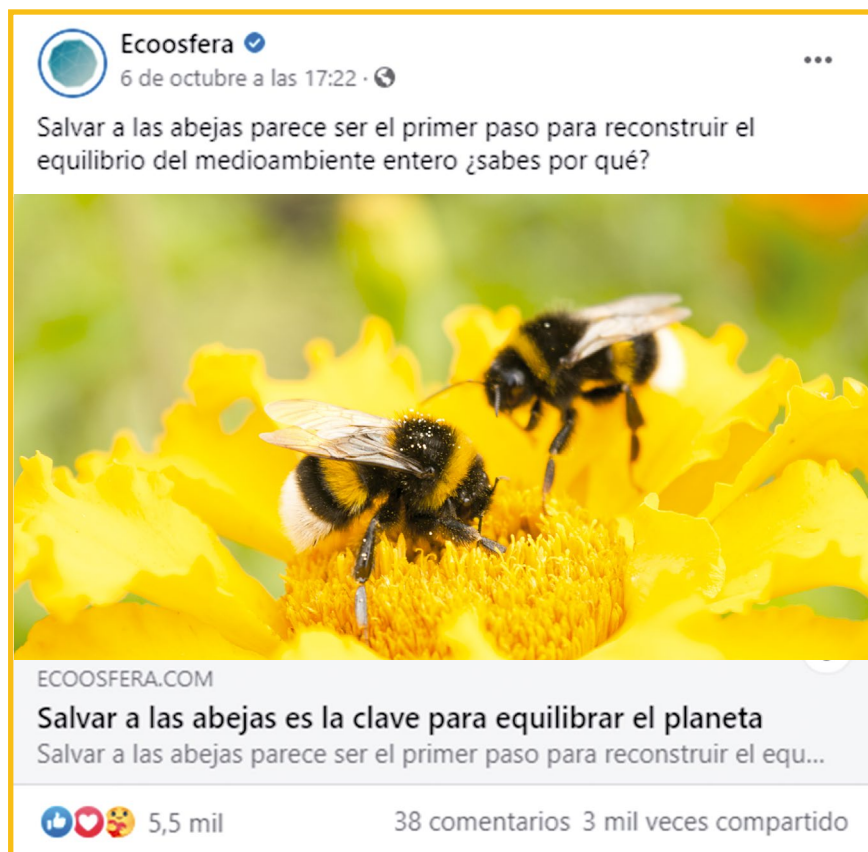 Ecoosfera
6 de octubre a las 17:22 ·
Salvar a las abejas parece ser el primer paso para reconstruir el
equilibrio del medioambiente entero ¿sabes por qué?
ECOOSFERA.COM
Salvar a las abejas es la clave para equilibrar el planeta
Salvar a las abejas parece ser el primer paso para reconstruir el equ...
5,5 mil 38 comentarios 3 mil veces compartido